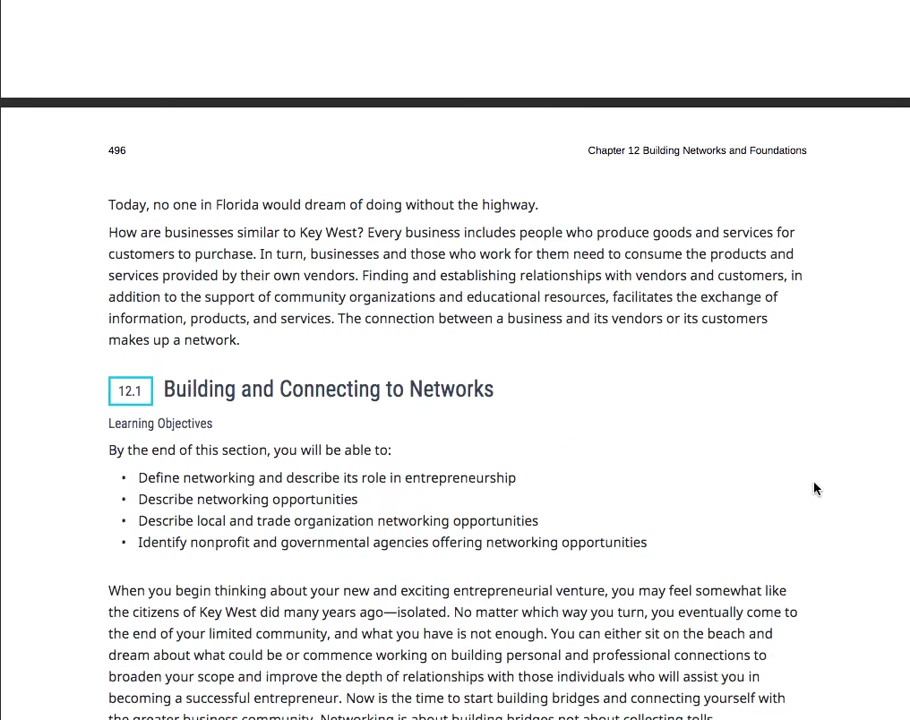 496
Chapter 12 Building Networks and Foundations
Today, no one in Florida would dream of doing without the highway.
How are businesses similar to Key West? Every business includes people who produce goods and services for
customers to purchase. In turn, businesses and those who work for them need to consume the products and
services provided by their own vendors. Finding and establishing relationships with vendors and customers, in
addition to the support of community organizations and educational resources, facilitates the exchange of
information, products, and services. The connection between a business and its vendors or its customers
makes up a network.
12.1 Building and Connecting to Networks
Learning Objectives
By the end of this section, you will be able to:
• Define networking and describe its role in entrepreneurship
• Describe networking opportunities
• Describe local and trade organization networking opportunities
• Identify nonprofit and governmental agencies offering networking opportunities
When you begin thinking about your new and exciting entrepreneurial venture, you may feel somewhat like
the citizens of Key West did many years ago—isolated. No matter which way you turn, you eventually come to
the end of your limited community, and what you have is not enough. You can either sit on the beach and
dream about what could be or commence working on building personal and professional connections to
broaden your scope and improve the depth of relationships with those individuals who will assist you in
becoming a successful entrepreneur. Now is the time to start building bridges and connecting yourself with
the greater business community. Networking is about building bridges not about collecting tolls.